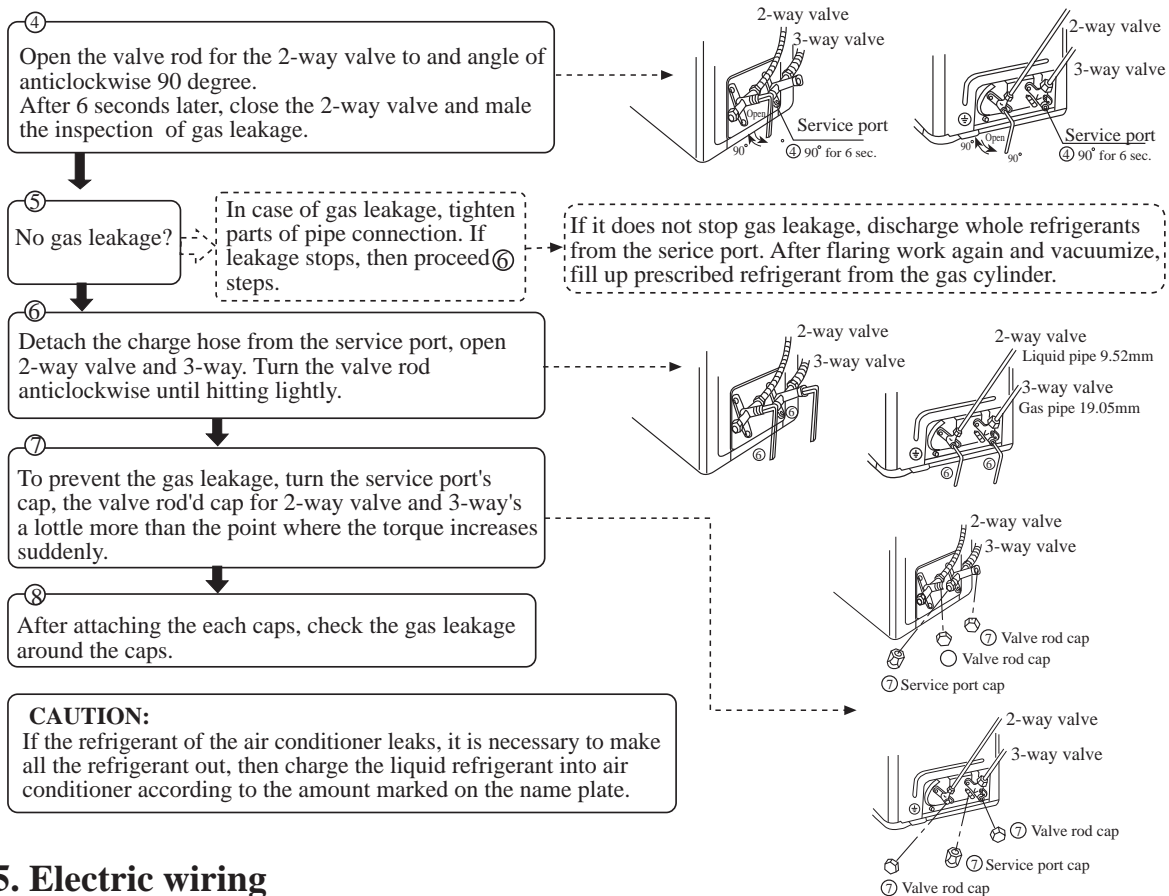 ④
Open the valve rod for the 2-way valve to and angle of
anticlockwise 90 degree.
After 6 seconds later, close the 2-way valve and male
the inspection of gas leakage.
2-way valve
3-way valve
Open
90°
Service port
④ 90° for 6 sec.
2-way valve
3-way valve
Open
90°
90°
Service port
④ 90° for 6 sec.
⑤
No gas leakage?
In case of gas leakage, tighten
parts of pipe connection. If
leakage stops, then proceed⑥
steps.
If it does not stop gas leakage, discharge whole refrigerants
from the serice port. After flaring work again and vacuumize,
fill up prescribed refrigerant from the gas cylinder.
⑥
Detach the charge hose from the service port, open
2-way valve and 3-way. Turn the valve rod
anticlockwise until hitting lightly.
2-way valve
3-way valve
⑥
⑥
2-way valve
Liquid pipe 9.52mm
3-way valve
Gas pipe 19.05mm
⑥ ⑥
⑦
To prevent the gas leakage, turn the service port's
cap, the valve rod'd cap for 2-way valve and 3-way's
a lottle more than the point where the torque increases
suddenly.
2-way valve
3-way valve
⑦ Valve rod cap
Valve rod cap
⑦ Service port cap
⑧
After attaching the each caps, check the gas leakage
around the caps.
CAUTION:
If the refrigerant of the air conditioner leaks, it is necessary to make
all the refrigerant out, then charge the liquid refrigerant into air
conditioner according to the amount marked on the name plate.
2-way valve
3-way valve
⑦ Valve rod cap
⑦ Service port cap
⑦ Valve rod cap
5. Electric wiring